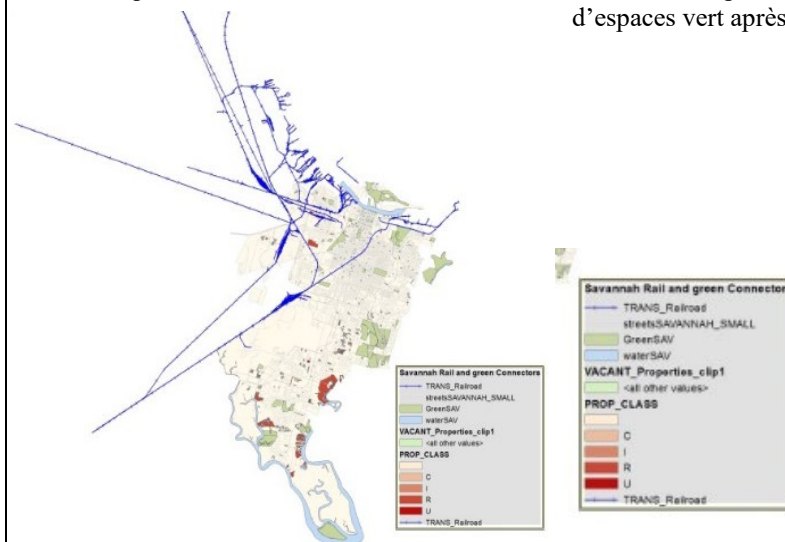 d’espaces vert après
Savannah Rail and green Connectors
TRANS_Railroad
streetsSAVANNAH_SMALL
GreenSAV
waterSAV
VACANT_Properties_clip1
<all other values>
PROP_CLASS
C
I
R
U
TRANS_Railroad
Savannah Rail and green Connector
TRANS_Railroad
streetsSAVANNAH_SMALL
GreenSAV
waterSAV
VACANT_Properties_clip1
<all other values>
PROP_CLASS
C
I
R
U
TRANS_Railroad